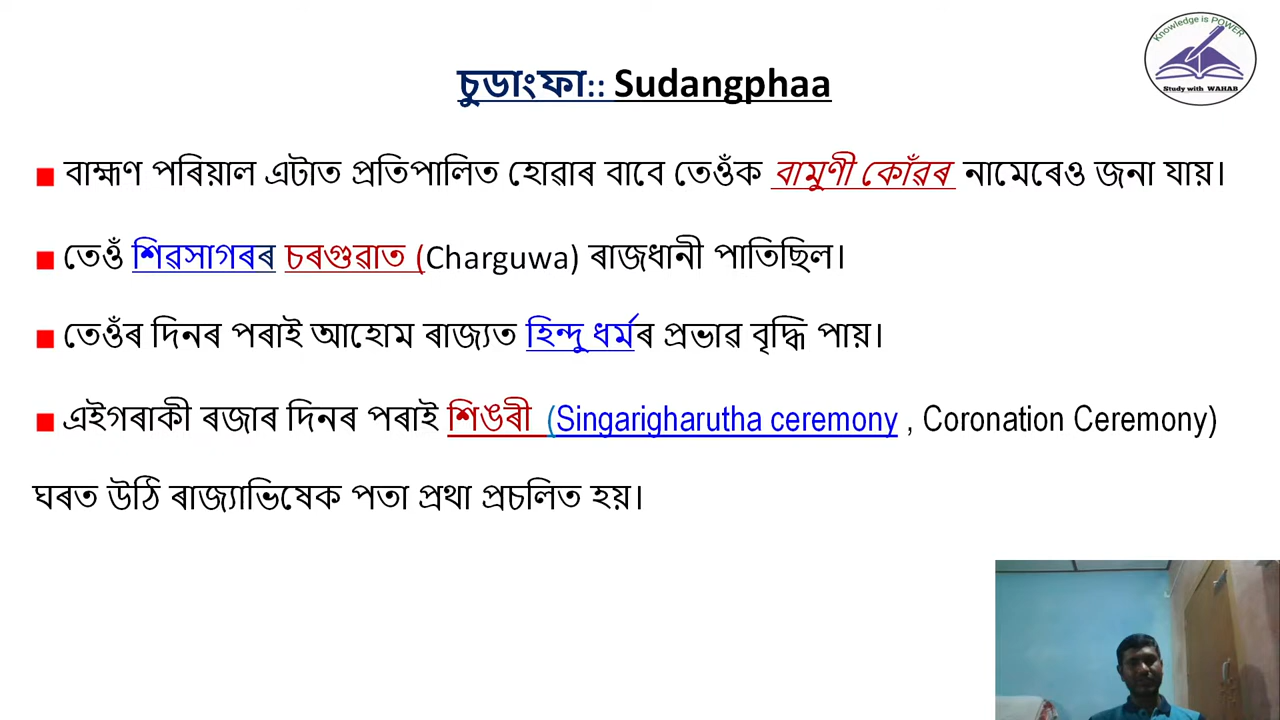 Knowledge is POWER
Study with WAHAB
চুডাংফা:: Sudangphaa
বাহ্মণ পৰিয়াল এটাত প্ৰতিপালিত হোৱাৰ বাবে তেওঁক বামুণী কোঁৱৰ নামেৰেও জনা যায়।
তেওঁ শিৱসাগৰৰ চৰগুৱাত (Charguwa) ৰাজধানী পাতিছিল।
তেওঁৰ দিনৰ পৰাই আহোম ৰাজ্যত হিন্দু ধৰ্মৰ প্ৰভাৱ বৃদ্ধি পায়।
এইগৰাকী ৰজাৰ দিনৰ পৰাই শিঙৰী (Singarigharutha ceremony , Coronation Ceremony)
ঘৰত উঠি ৰাজ্যাভিষেক পতা প্ৰথা প্ৰচলিত হয়।